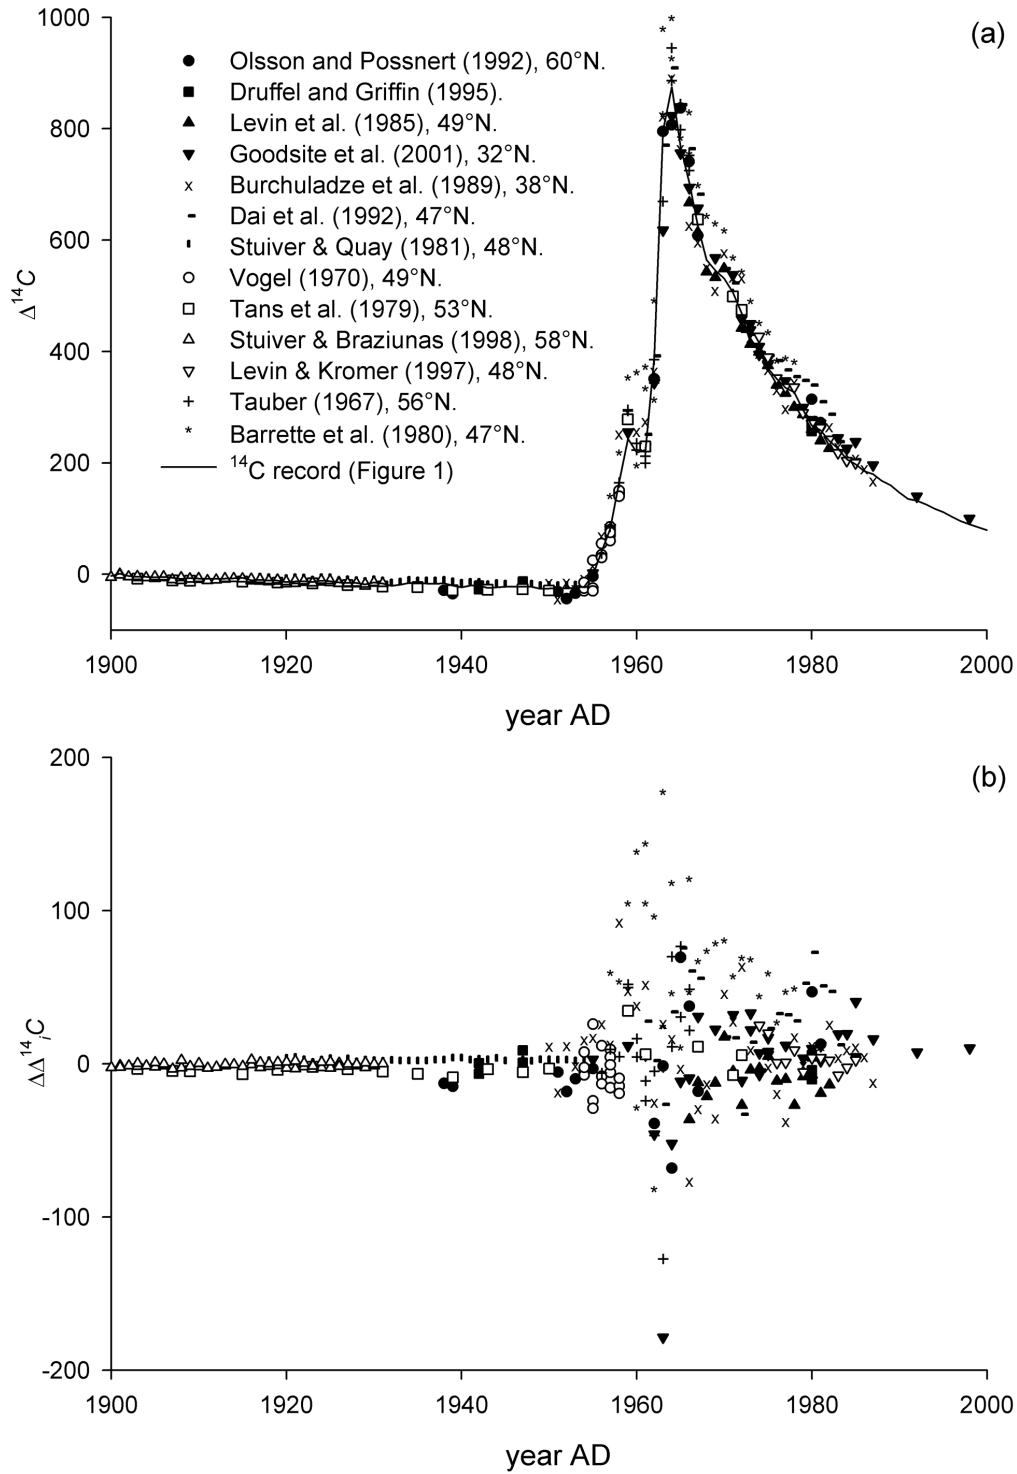 (a)
1000
800
600
400
200
0
Δ¹⁴C
Olsson and Possnert (1992), 60°N.
Druffel and Griffin (1995).
Levin et al. (1985), 49°N.
Goodsite et al. (2001), 32°N.
Burchuladze et al. (1989), 38°N.
Dai et al. (1992), 47°N.
Stuiver & Quay (1981), 48°N.
Vogel (1970), 49°N.
Tans et al. (1979), 53°N.
Stuiver & Braziunas (1998), 58°N.
Levin & Kromer (1997), 48°N.
Tauber (1967), 56°N.
Barrette et al. (1980), 47°N.
¹⁴C record (Figure 1)
1900 1920 1940 1960 1980 2000
year AD
(b)
200
100
0
-100
-200
ΔΔ¹⁴ᵢC
1900 1920 1940 1960 1980 2000
year AD